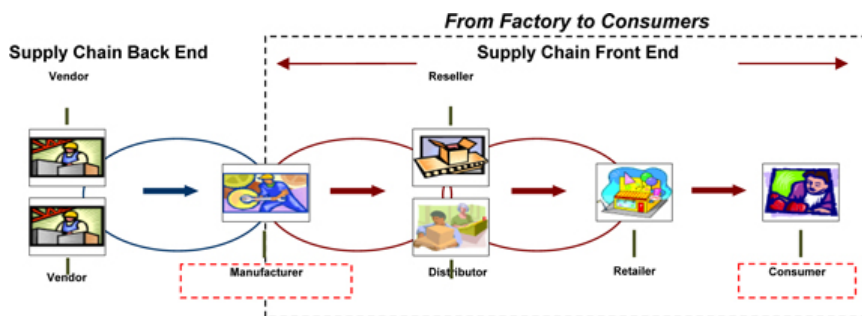 From Factory to Consumers
Supply Chain Back End
Supply Chain Front End
Vendor
Reseller
Vendor
Manufacturer
Distributor
Retailer
Consumer